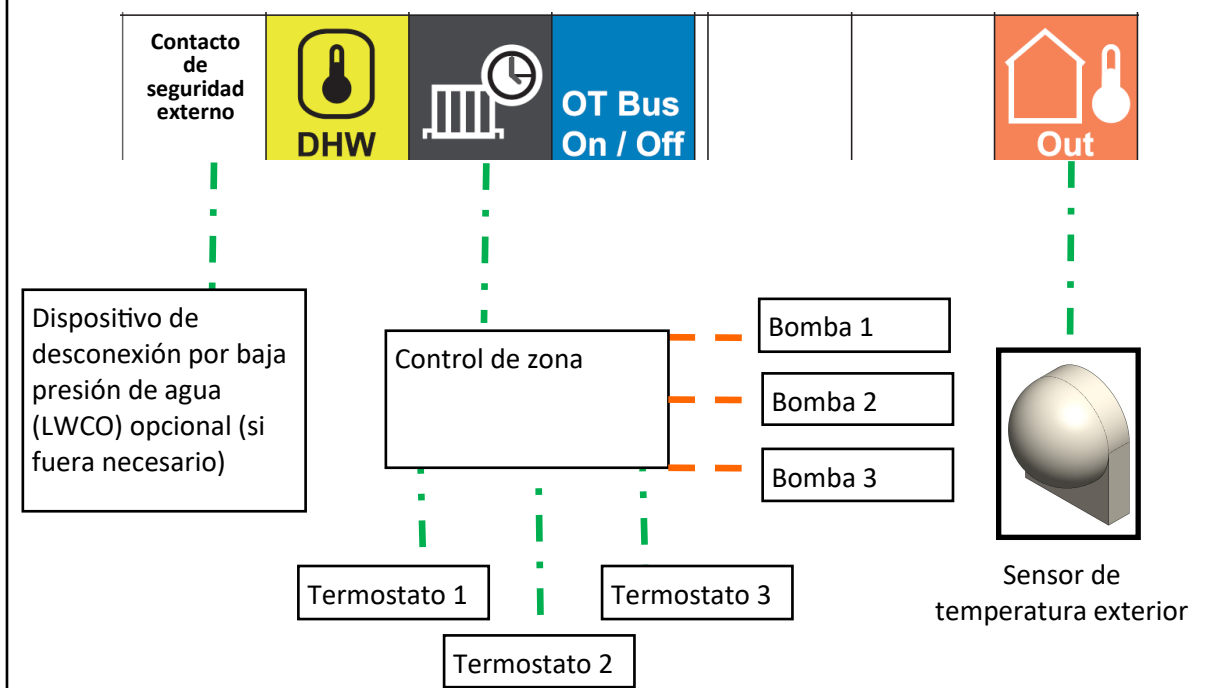 Contacto
de
seguridad
externo
DHW
OT Bus
On / Off
Out
Dispositivo de
desconexión por baja
presión de agua
(LWCO) opcional (si
fuera necesario)
Control de zona
Bomba 1
Bomba 2
Bomba 3
Termostato 1
Termostato 3
Termostato 2
Sensor de
temperatura exterior